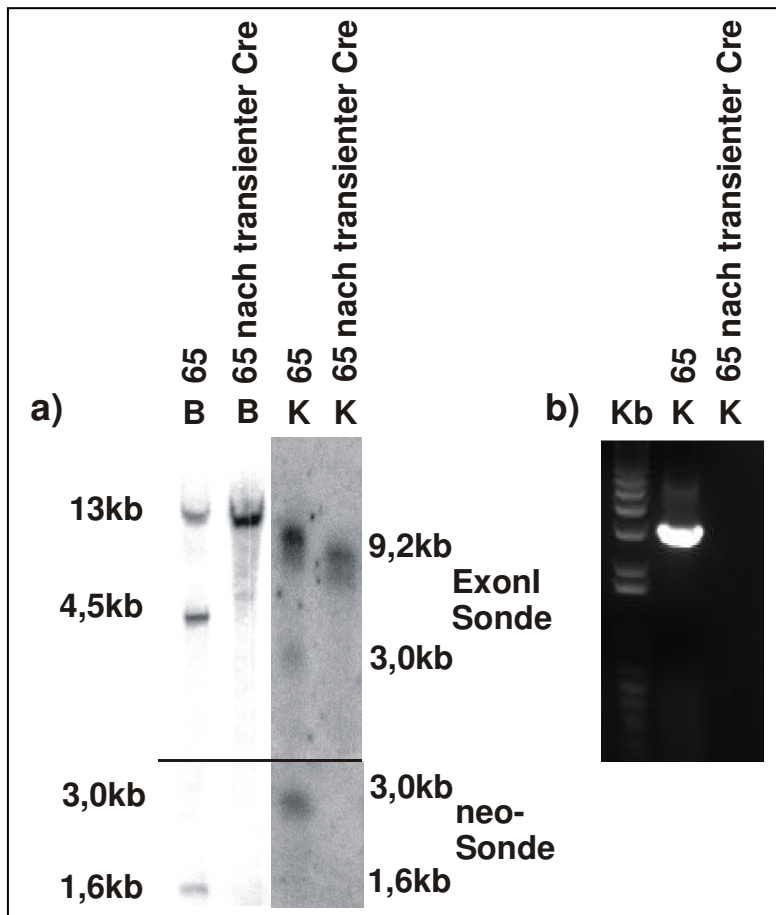 65
65 nach transienter Cre
65
65 nach transienter Cre
65
65 nach transienter Cre
a)
B
B
K
K
b)
Kb
K
K
13kb
4,5kb
9,2kb
ExonI
Sonde
3,0kb
3,0kb
1,6kb
3,0kb
neo-
Sonde
1,6kb